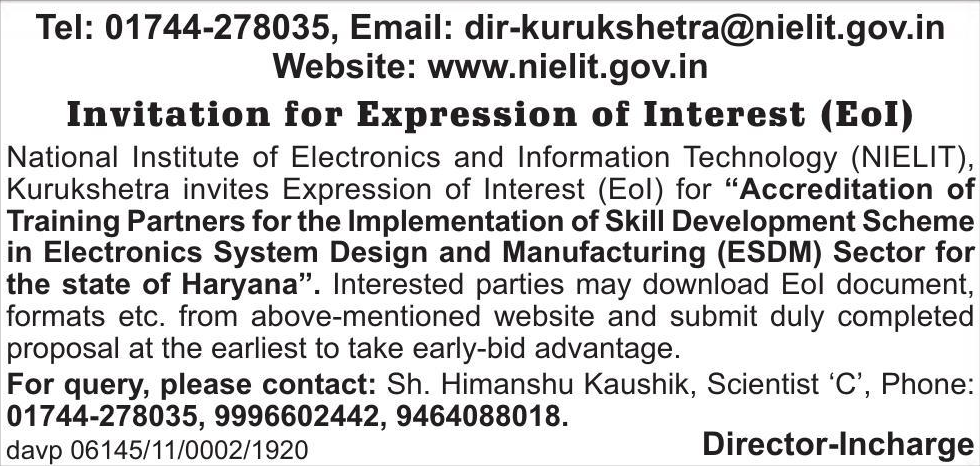 Tel: 01744-278035, Email: dir-kurukshetra@nielit.gov.in
Website: www.nielit.gov.in
Invitation for Expression of Interest (EoI)
National Institute of Electronics and Information Technology (NIELIT),
Kurukshetra invites Expression of Interest (EoI) for “Accreditation of
Training Partners for the Implementation of Skill Development Scheme
in Electronics System Design and Manufacturing (ESDM) Sector for
the state of Haryana”. Interested parties may download EoI document,
formats etc. from above-mentioned website and submit duly completed
proposal at the earliest to take early-bid advantage.
For query, please contact: Sh. Himanshu Kaushik, Scientist ‘C’, Phone:
01744-278035, 9996602442, 9464088018.
davp 06145/11/0002/1920
Director-Incharge